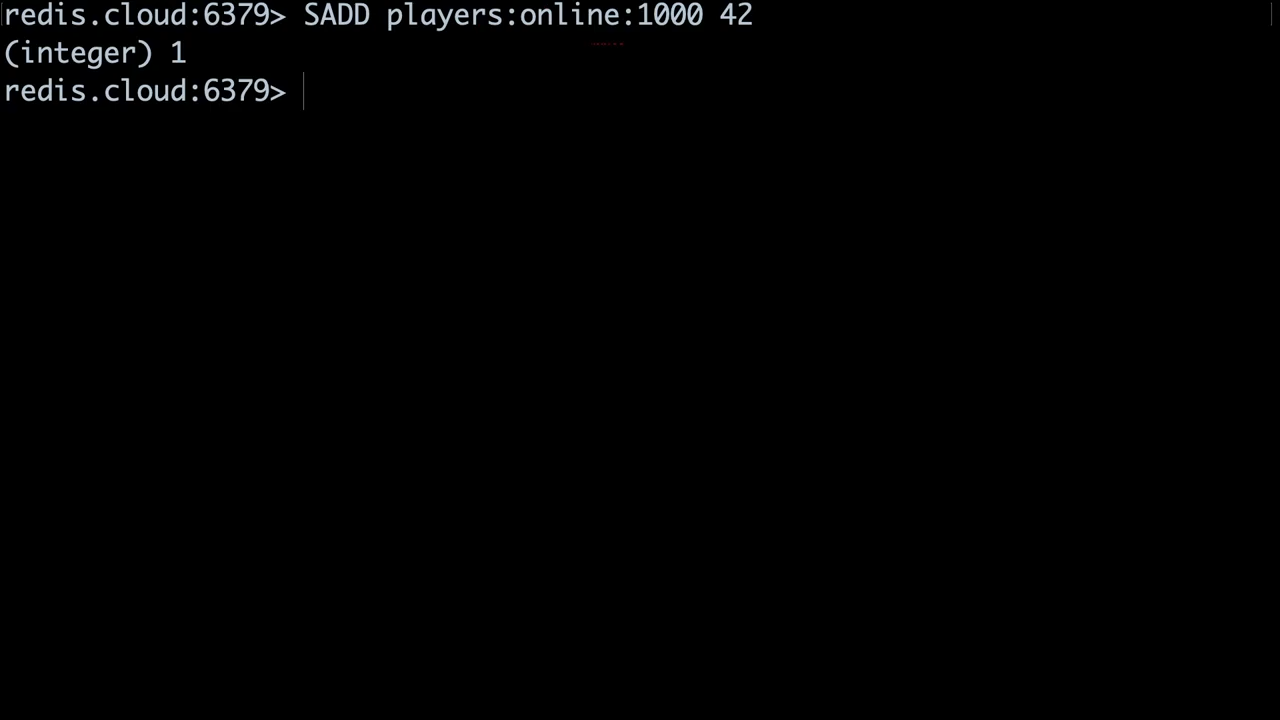 redis.cloud:6379> SADD players:online:1000 42
(integer) 1
redis.cloud:6379>